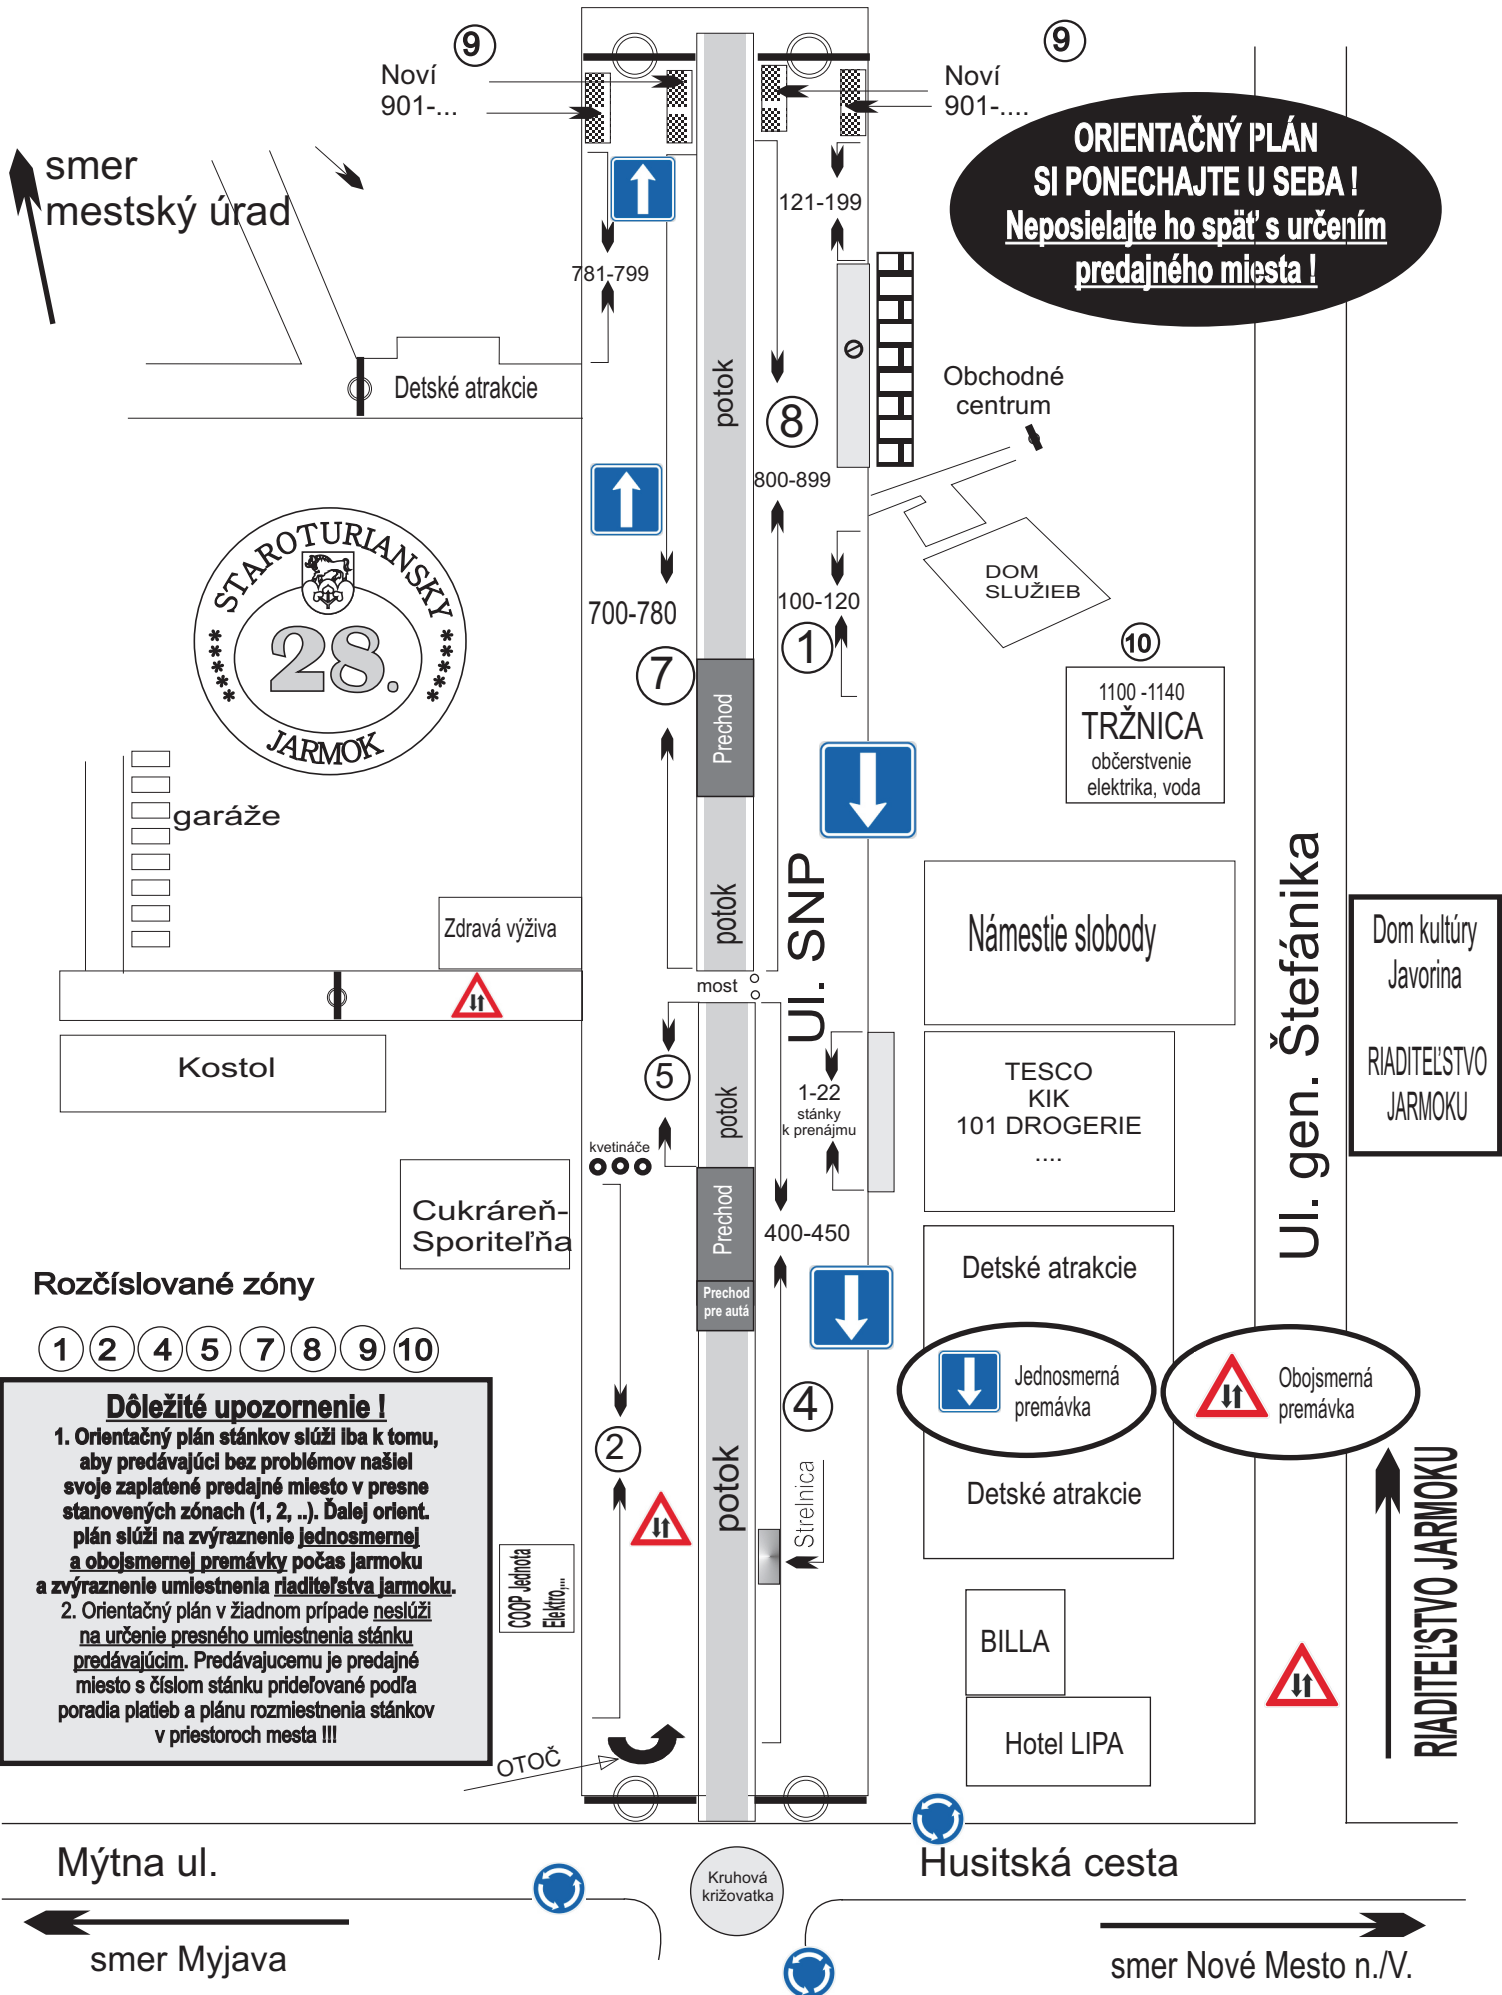 9
9
Noví
901-...
Noví
901-....
ORIENTAČNÝ PLÁN
SI PONECHAJTE U SEBA !
Neposielajte ho späť s určením
predajného miesta !
smer
mestský úrad
121-199
781-799
potok
Detské atrakcie
Obchodné
centrum
8
800-899
STAROTURIANSKY
28.
JARMOK
DOM
SLUŽIEB
700-780
100-120
1
7
10
1100 -1140
TRŽNICA
občerstvenie
elektrika, voda
Prechod
garáže
potok
Ul. SNP
Zdravá výživa
Námestie slobody
Ul. gen. Štefánika
Dom kultúry
Javorina
RIADITEĽSTVO
JARMOKU
most
Kostol
5
potok
1-22
stánky
k prenájmu
TESCO
KIK
101 DROGERIE
....
kvetináče
Cukráreň-
Sporiteľňa
Prechod
400-450
Detské atrakcie
Prechod
pre autá
Rozčíslované zóny
1 2 4 5 7 8 9 10
Jednosmerná
premávka
Obojsmerná
premávka
Dôležité upozornenie !
1. Orientačný plán stánkov slúži iba k tomu,
aby predávajúci bez problémov našiel
svoje zaplatené predajné miesto v presne
stanovených zónach (1, 2, ..). Ďalej orient.
plán slúži na zvýraznenie jednosmernej
a obojsmernej premávky počas jarmoku
a zvýraznenie umiestnenia riaditeľstva jarmoku.
2. Orientačný plán v žiadnom prípade neslúži
na určenie presného umiestnenia stánku
predávajúcim. Predávajucemu je predajné
miesto s číslom stánku prideľované podľa
poradia platieb a plánu rozmiestnenia stánkov
v priestoroch mesta !!!
4
2
potok
Strelnica
Detské atrakcie
RIADITEĽSTVO JARMOKU
COOP Jednota
Elektro,...
BILLA
Hotel LIPA
OTOČ
Mýtna ul.
Kruhová
križovatka
Husitská cesta
smer Myjava
smer Nové Mesto n./V.